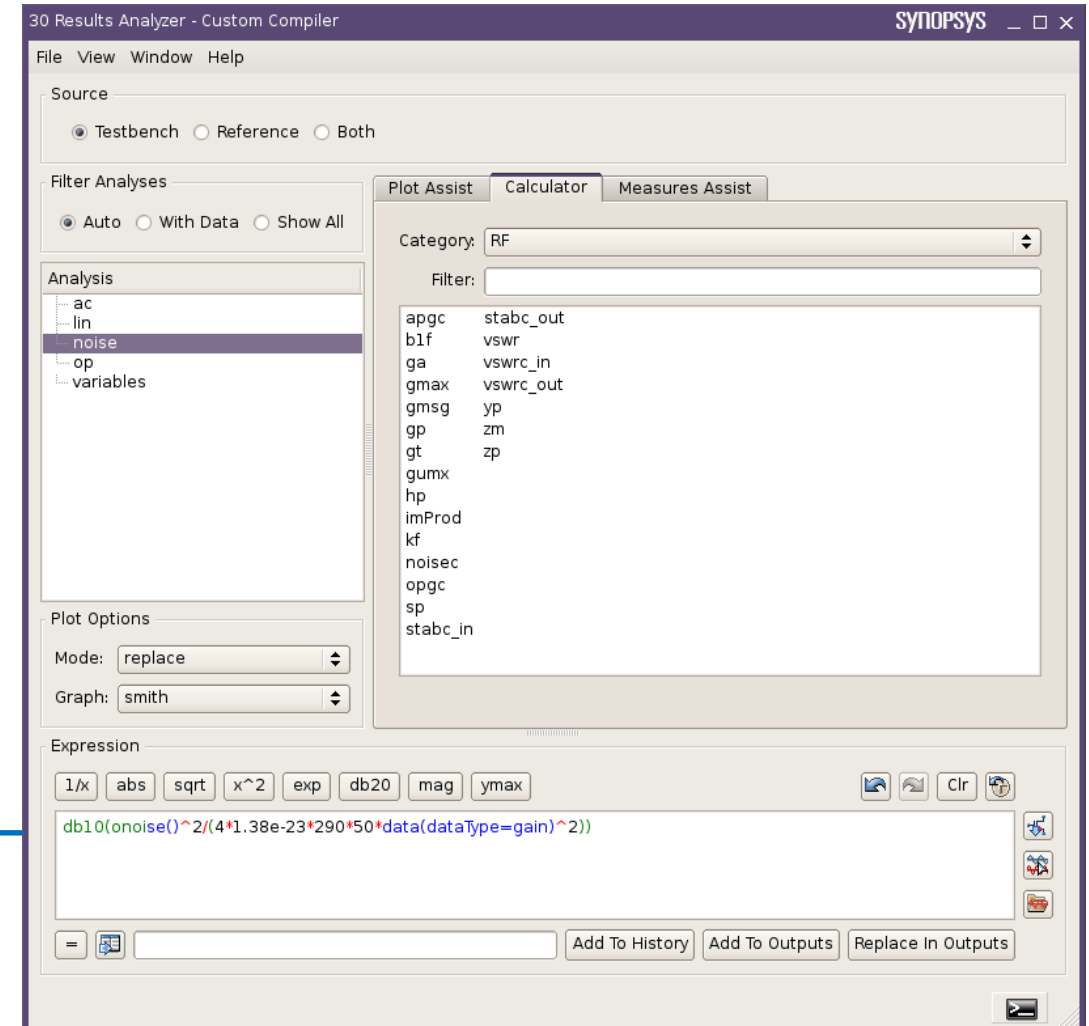 30 Results Analyzer - Custom Compiler SYNOPSYS
File View Window Help
Source
Testbench Reference Both
Filter Analyses
Auto With Data Show All
Analysis
ac
lin
noise
op
variables
Plot Options
Mode: replace
Graph: smith
Plot Assist Calculator Measures Assist
Category: RF
Filter:
apgc stabc_out
b1f vswr
ga vswrc_in
gmax vswrc_out
gmsg yp
gp zm
gt zp
gumx
hp
imProd
kf
noisec
opgc
sp
stabc_in
Expression
1/x abs sqrt x^2 exp db20 mag ymax Clr
db10(onoise()^2/(4*1.38e-23*290*50*data(dataType=gain)^2))
= Add To History Add To Outputs Replace In Outputs